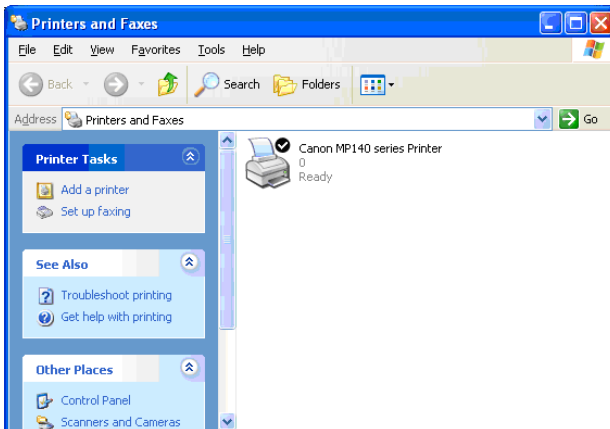 Printers and Faxes
File Edit View Favorites Tools Help
Back Search Folders
Address Printers and Faxes Go
Printer Tasks
Add a printer
Set up faxing
See Also
Troubleshoot printing
Get help with printing
Other Places
Control Panel
Scanners and Cameras
Canon MP140 series Printer
0
Ready